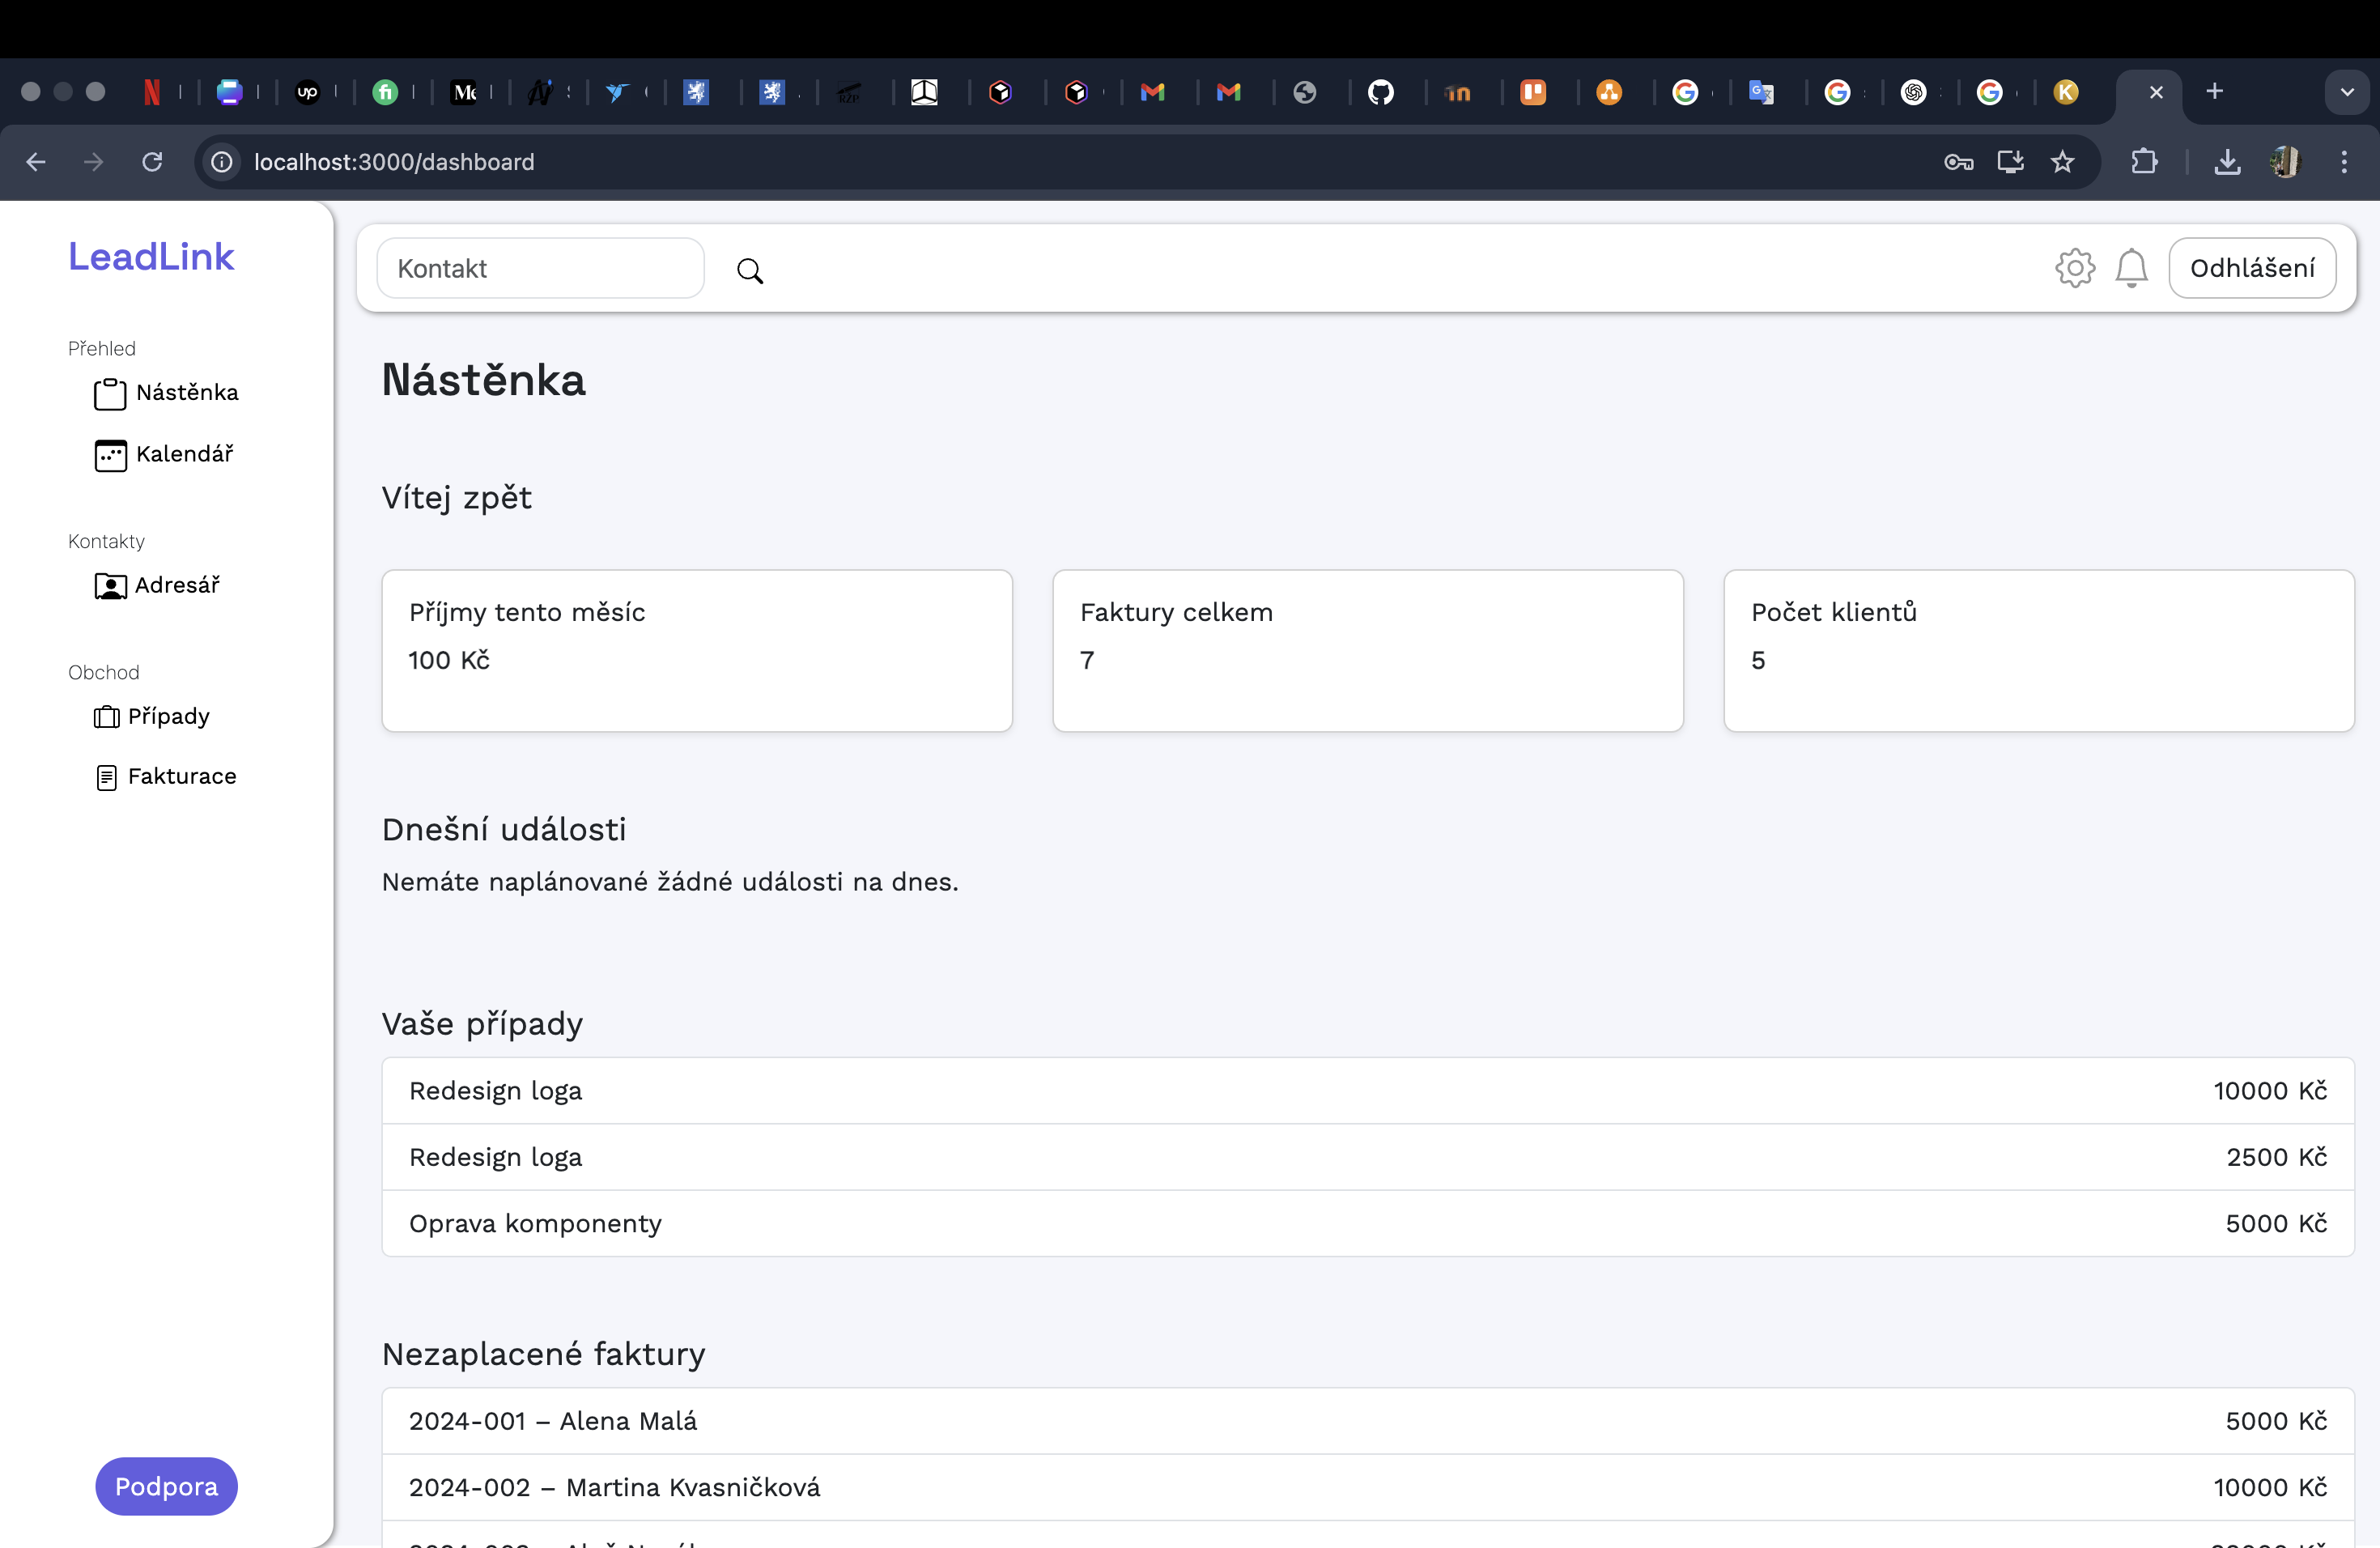 localhost:3000/dashboard
LeadLink
Kontakt
Odhlášení
Přehled
Nástěnka
Kalendář
Kontakty
Adresář
Obchod
Případy
Fakturace
Podpora
Nástěnka
Vítej zpět
Příjmy tento měsíc
100 Kč
Faktury celkem
7
Počet klientů
5
Dnešní události
Nemáte naplánované žádné události na dnes.
Vaše případy
Redesign loga 10000 Kč
Redesign loga 2500 Kč
Oprava komponenty 5000 Kč
Nezaplacené faktury
2024-001 – Alena Malá 5000 Kč
2024-002 – Martina Kvasničková 10000 Kč